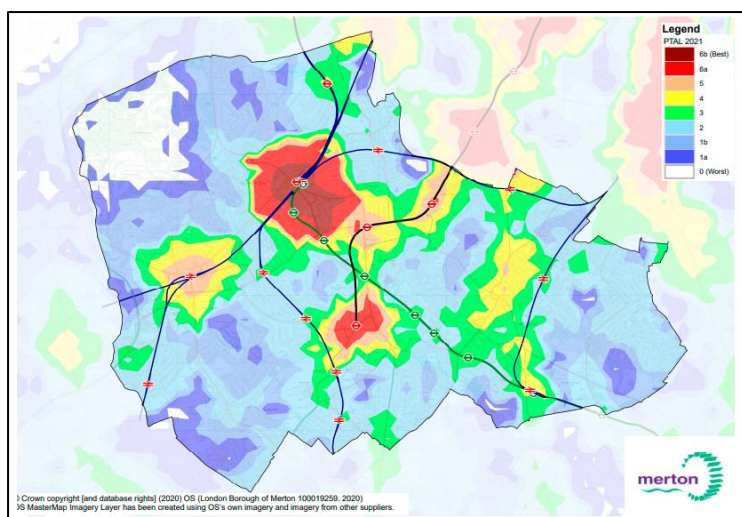 Legend
PTAL 2021
6b (Best)
6a
5
4
3
2
1b
1a
0 (Worst)
merton
© Crown copyright [and database rights] (2020) OS (London Borough of Merton 100019259. 2020)
OS MasterMap Imagery Layer has been created using OS's own imagery and imagery from other suppliers.